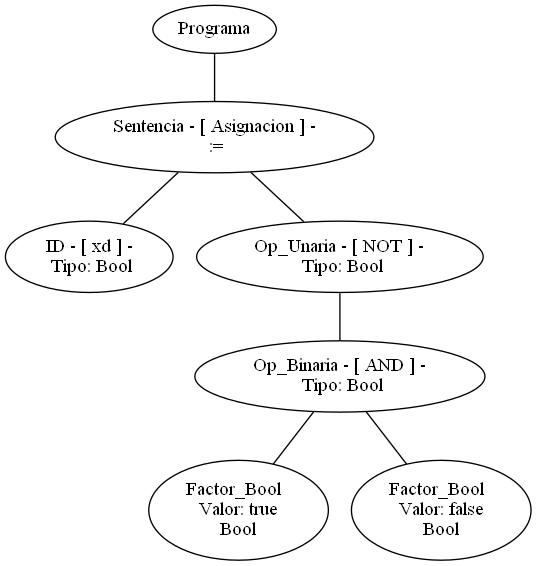 Programa
Sentencia - [ Asignacion ] -
:=
ID - [ xd ] -
Tipo: Bool
Op_Unaria - [ NOT ] -
Tipo: Bool
Op_Binaria - [ AND ] -
Tipo: Bool
Factor_Bool
Valor: true
Bool
Factor_Bool
Valor: false
Bool